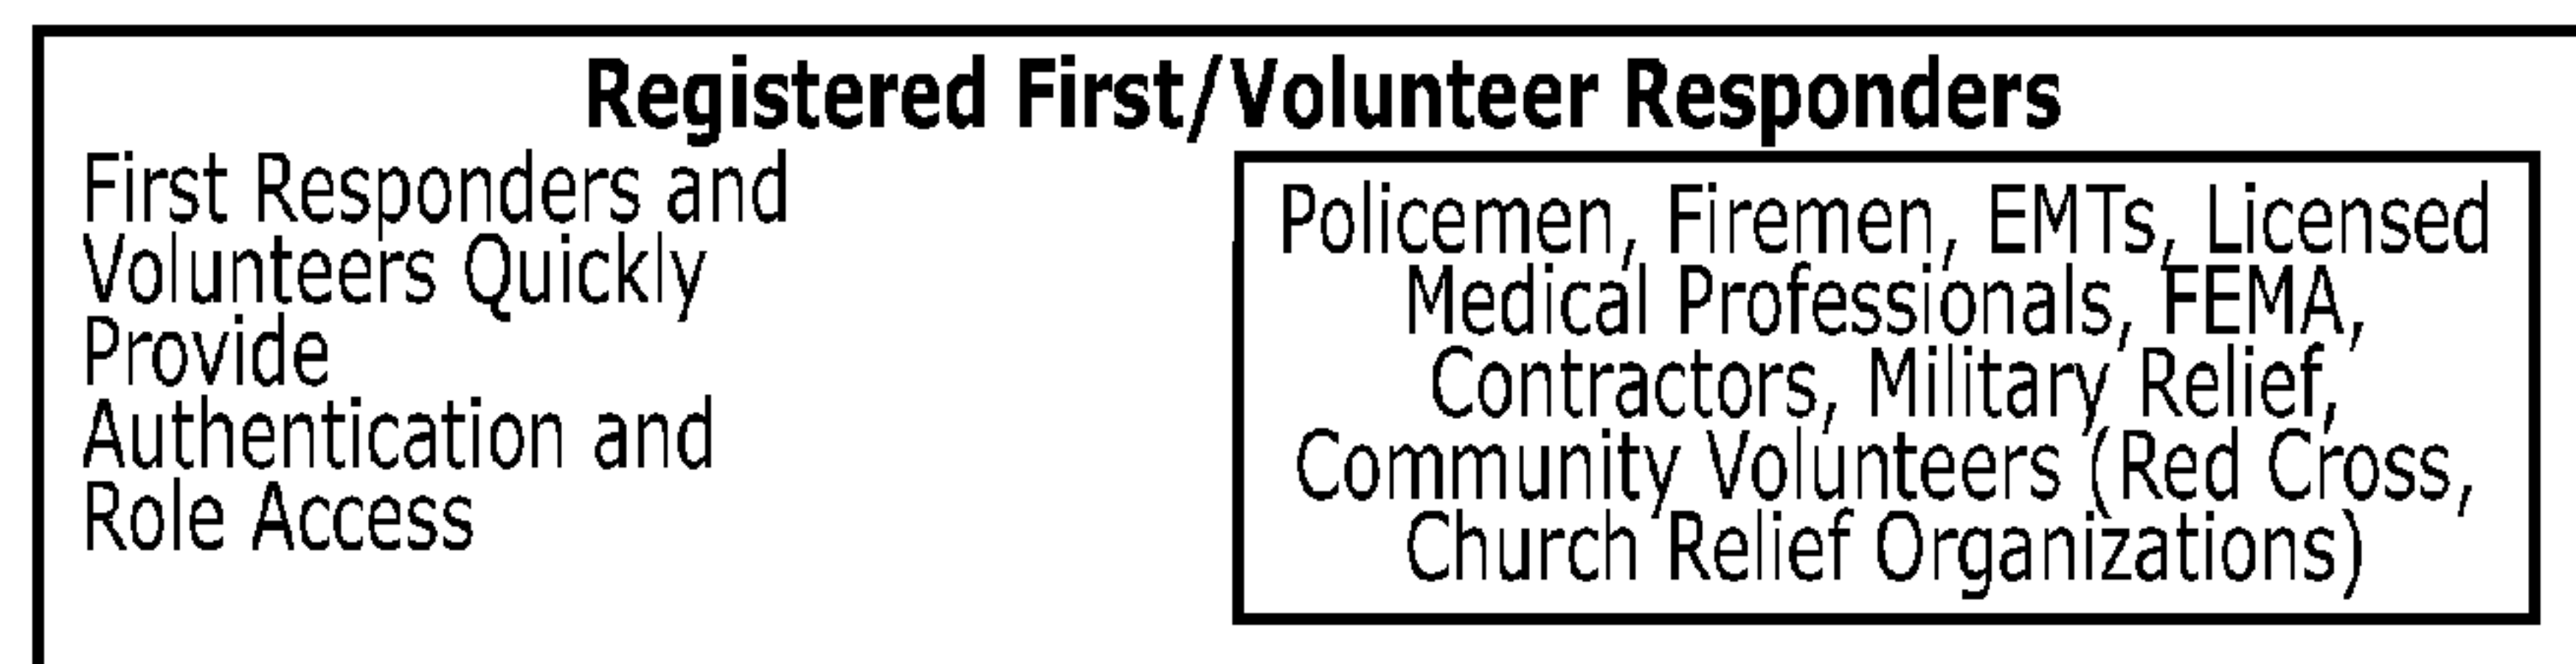 Registered First/Volunteer Responders
First Responders and
Volunteers Quickly
Provide
Authentication and
Role Access
Policemen, Firemen, EMTs, Licensed
Medical Professionals, FEMA,
Contractors, Military Relief,
Community Volunteers (Red Cross,
Church Relief Organizations)